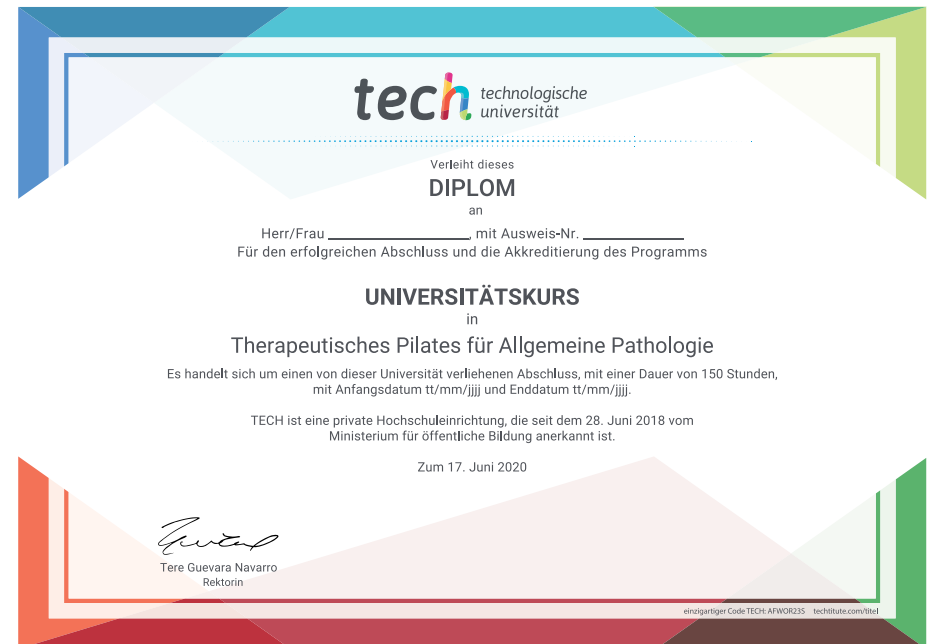 tech technologische
universität
Verleiht dieses
DIPLOM
an
Herr/Frau ____________________, mit Ausweis-Nr. ______________
Für den erfolgreichen Abschluss und die Akkreditierung des Programms
UNIVERSITÄTSKURS
in
Therapeutisches Pilates für Allgemeine Pathologie
Es handelt sich um einen von dieser Universität verliehenen Abschluss, mit einer Dauer von 150 Stunden,
mit Anfangsdatum tt/mm/jjjj und Enddatum tt/mm/jjjj.
TECH ist eine private Hochschuleinrichtung, die seit dem 28. Juni 2018 vom
Ministerium für öffentliche Bildung anerkannt ist.
Zum 17. Juni 2020
Tere Guevara Navarro
Rektorin
einzigartiger Code TECH: AFWOR23S techtitute.com/titel